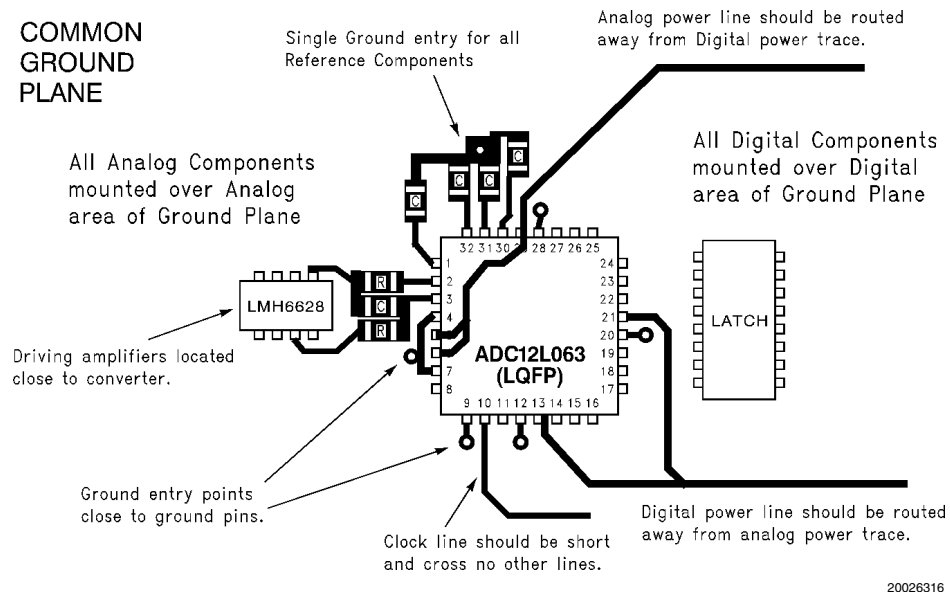 COMMON
GROUND
PLANE
Single Ground entry for all
Reference Components
Analog power line should be routed
away from Digital power trace.
All Analog Components
mounted over Analog
area of Ground Plane
All Digital Components
mounted over Digital
area of Ground Plane
C
C
C
C
32 31 30 28 27 26 25
1
2
3
4
7
8
24
23
22
21
20
19
18
17
9 10 11 12 13 14 15 16
R
C
R
LMH6628
ADC12L063
(LQFP)
LATCH
Driving amplifiers located
close to converter.
Ground entry points
close to ground pins.
Clock line should be short
and cross no other lines.
Digital power line should be routed
away from analog power trace.
20026316